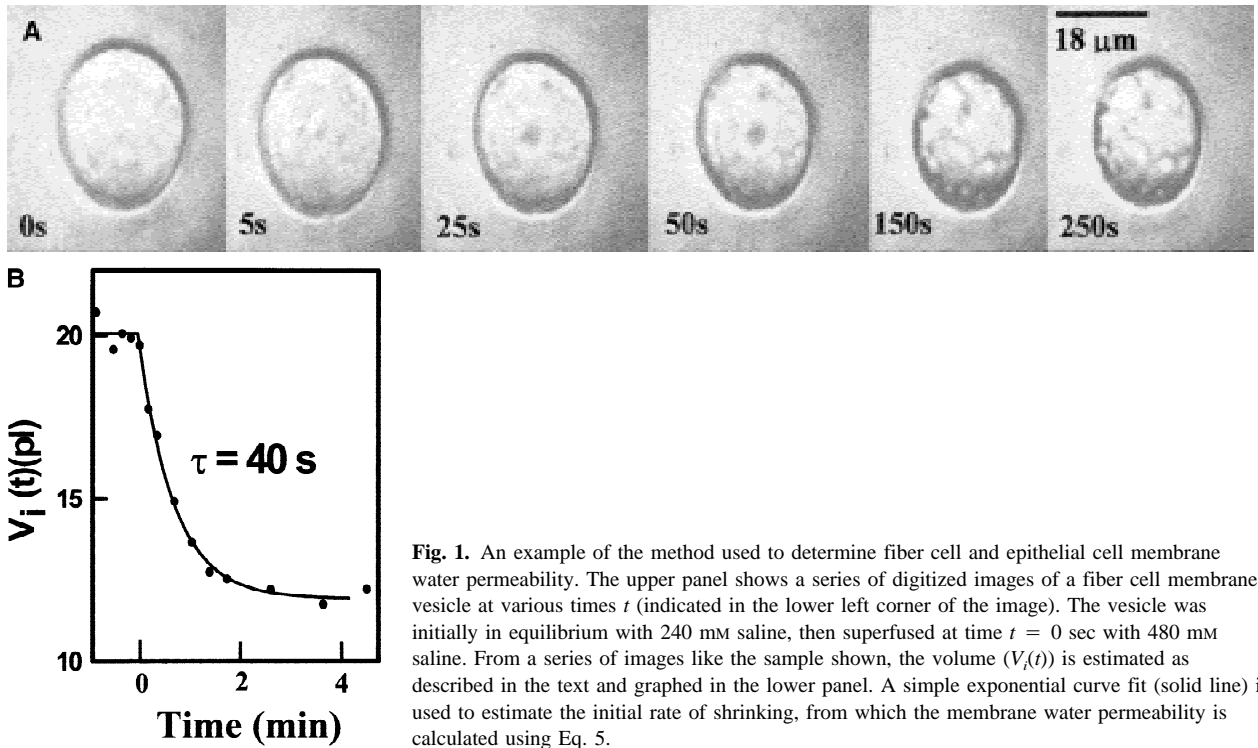 A
0s
5s
25s
50s
150s
18 μm
250s
B
V_i (t)(pl)
20
15
10
τ = 40 s
0
2
4
Time (min)
Fig. 1. An example of the method used to determine fiber cell and epithelial cell membrane
water permeability. The upper panel shows a series of digitized images of a fiber cell membrane
vesicle at various times t (indicated in the lower left corner of the image). The vesicle was
initially in equilibrium with 240 mM saline, then superfused at time t = 0 sec with 480 mM
saline. From a series of images like the sample shown, the volume (V_i(t)) is estimated as
described in the text and graphed in the lower panel. A simple exponential curve fit (solid line) i
used to estimate the initial rate of shrinking, from which the membrane water permeability is
calculated using Eq. 5.